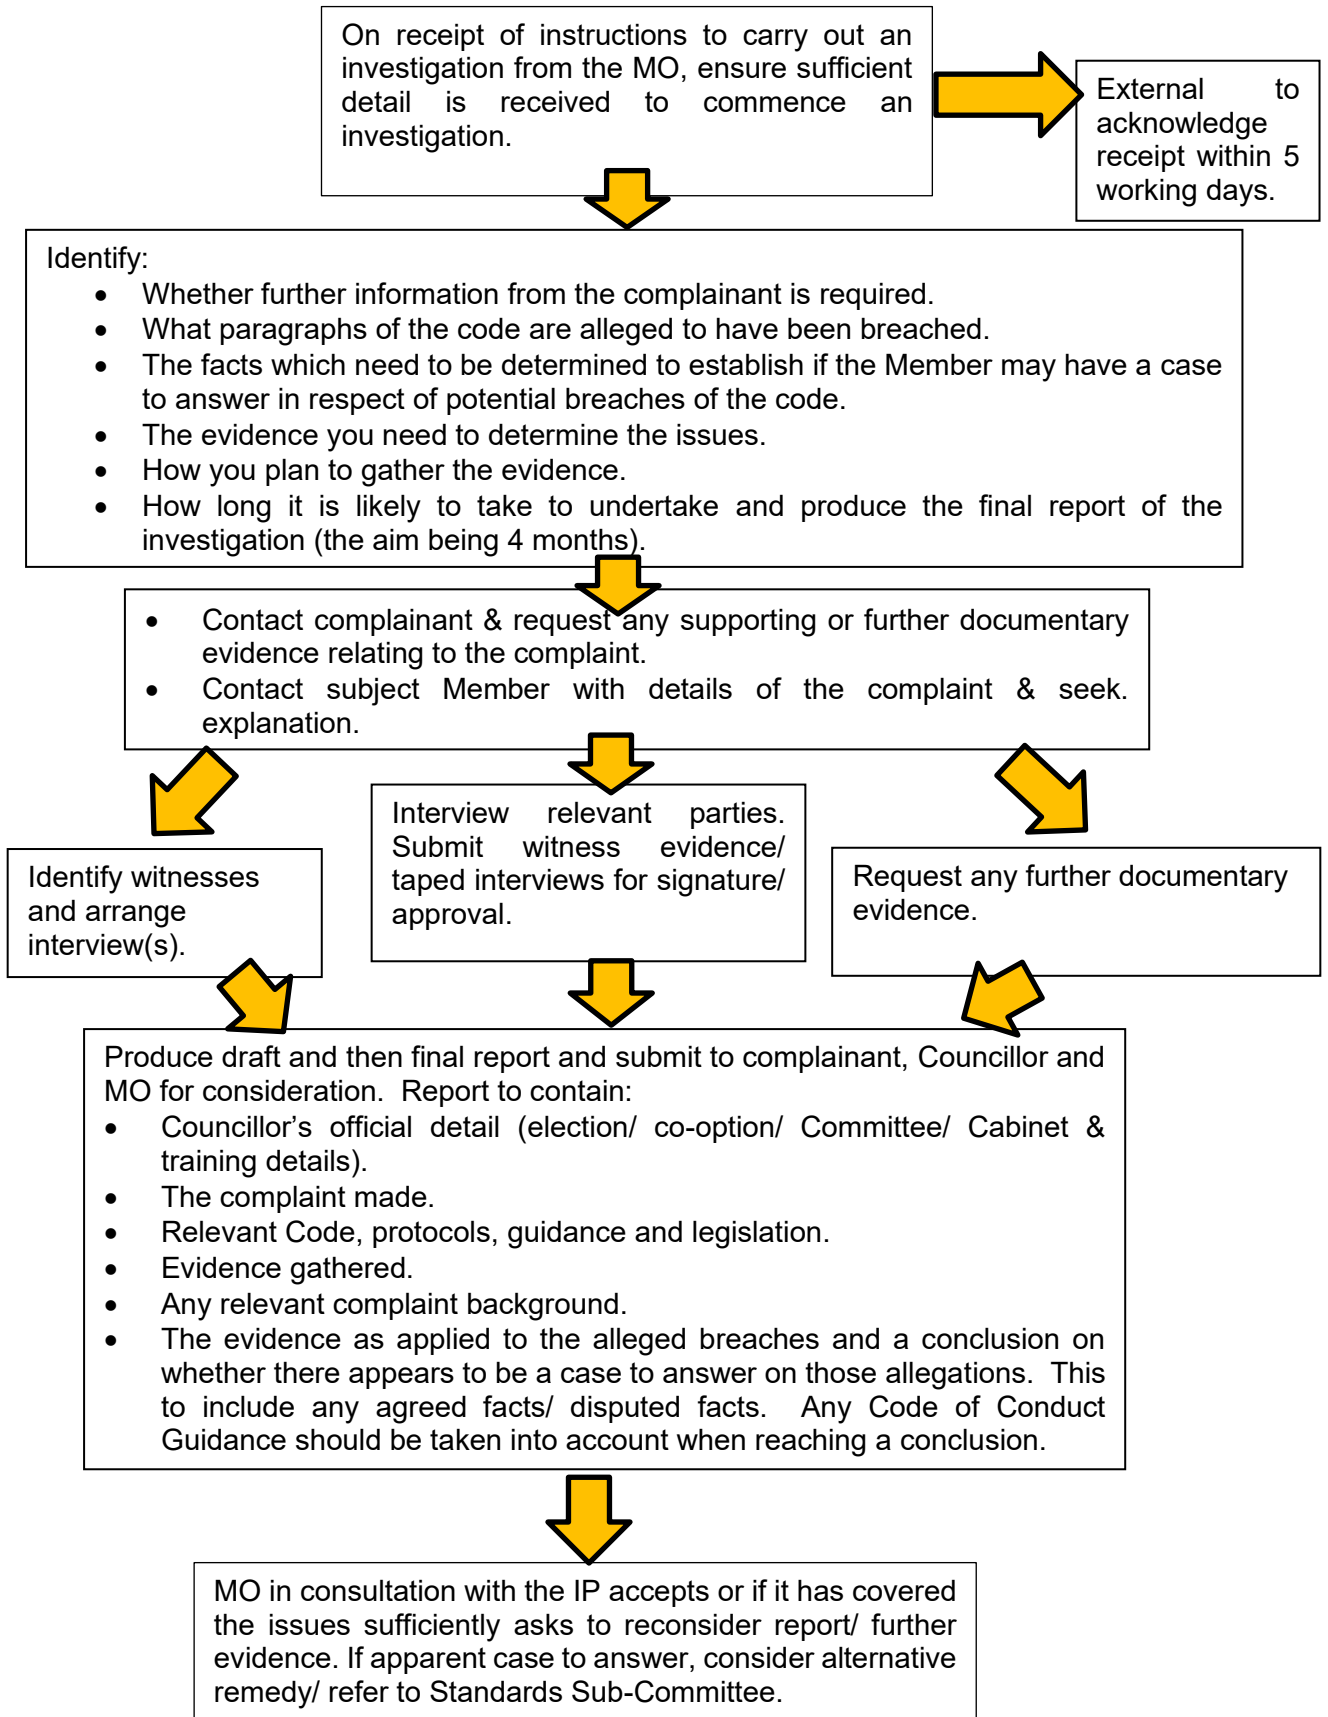 On receipt of instructions to carry out an
investigation from the MO, ensure sufficient
detail is received to commence an
investigation.
External to
acknowledge
receipt within 5
working days.
Identify:
• Whether further information from the complainant is required.
• What paragraphs of the code are alleged to have been breached.
• The facts which need to be determined to establish if the Member may have a case
to answer in respect of potential breaches of the code.
• The evidence you need to determine the issues.
• How you plan to gather the evidence.
• How long it is likely to take to undertake and produce the final report of the
investigation (the aim being 4 months).
• Contact complainant & request any supporting or further documentary
evidence relating to the complaint.
• Contact subject Member with details of the complaint & seek.
explanation.
Identify witnesses
and arrange
interview(s).
Interview relevant parties.
Submit witness evidence/
taped interviews for signature/
approval.
Request any further documentary
evidence.
Produce draft and then final report and submit to complainant, Councillor and
MO for consideration. Report to contain:
• Councillor’s official detail (election/ co-option/ Committee/ Cabinet &
training details).
• The complaint made.
• Relevant Code, protocols, guidance and legislation.
• Evidence gathered.
• Any relevant complaint background.
• The evidence as applied to the alleged breaches and a conclusion on
whether there appears to be a case to answer on those allegations. This
to include any agreed facts/ disputed facts. Any Code of Conduct
Guidance should be taken into account when reaching a conclusion.
MO in consultation with the IP accepts or if it has covered
the issues sufficiently asks to reconsider report/ further
evidence. If apparent case to answer, consider alternative
remedy/ refer to Standards Sub-Committee.